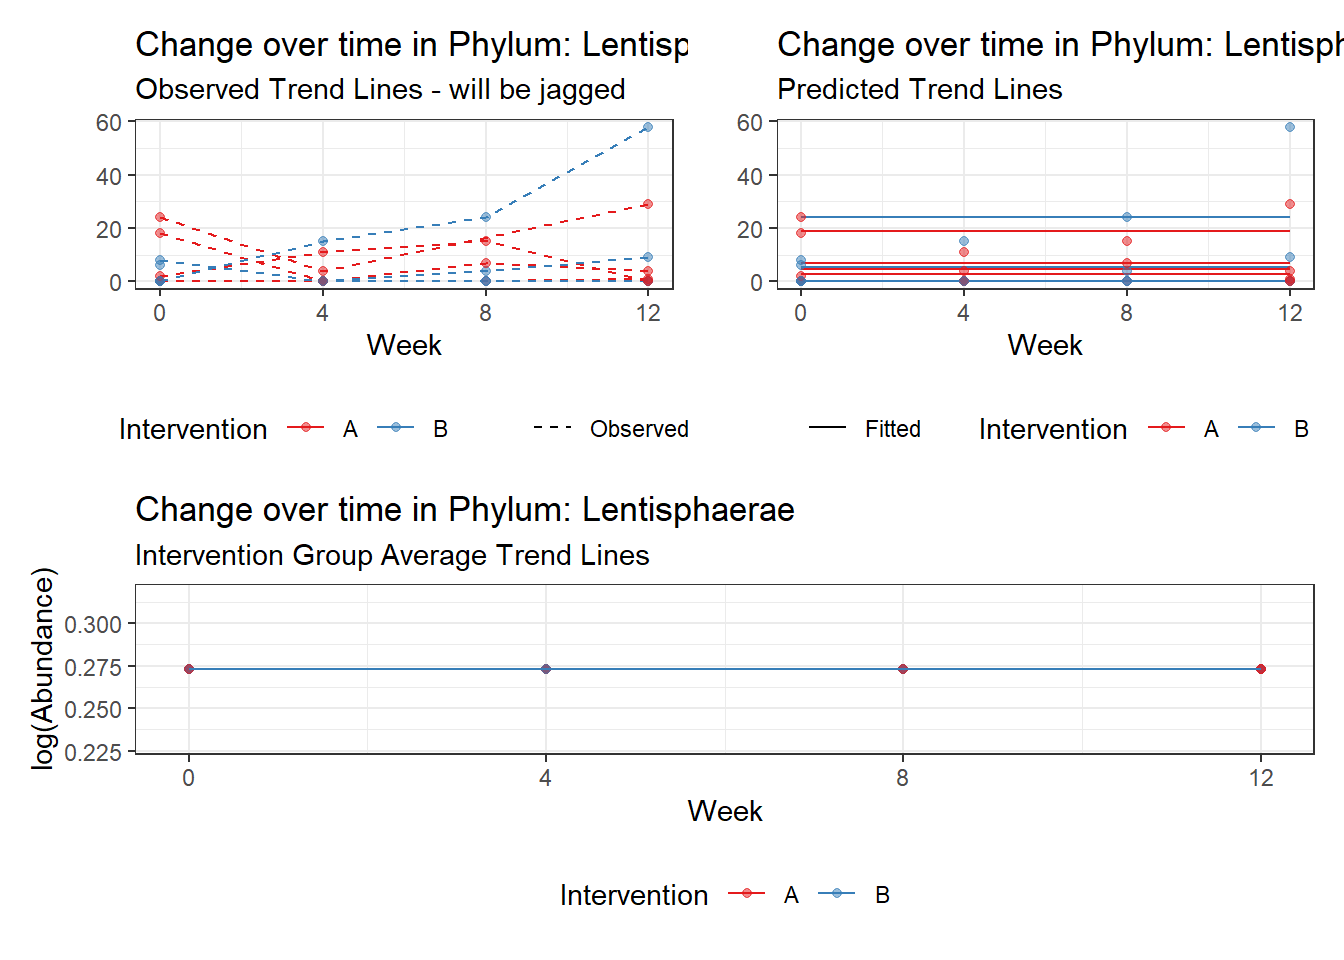 Change over time in Phylum: Lentisp
Observed Trend Lines - will be jagged
60
40
20
0
0 4 8 12
Week
Intervention A B Observed
Change over time in Phylum: Lentisph
Predicted Trend Lines
60
40
20
0
0 4 8 12
Week
Fitted Intervention A B
Change over time in Phylum: Lentisphaerae
Intervention Group Average Trend Lines
log(Abundance)
0.300
0.275
0.250
0.225
0 4 8 12
Week
Intervention A B